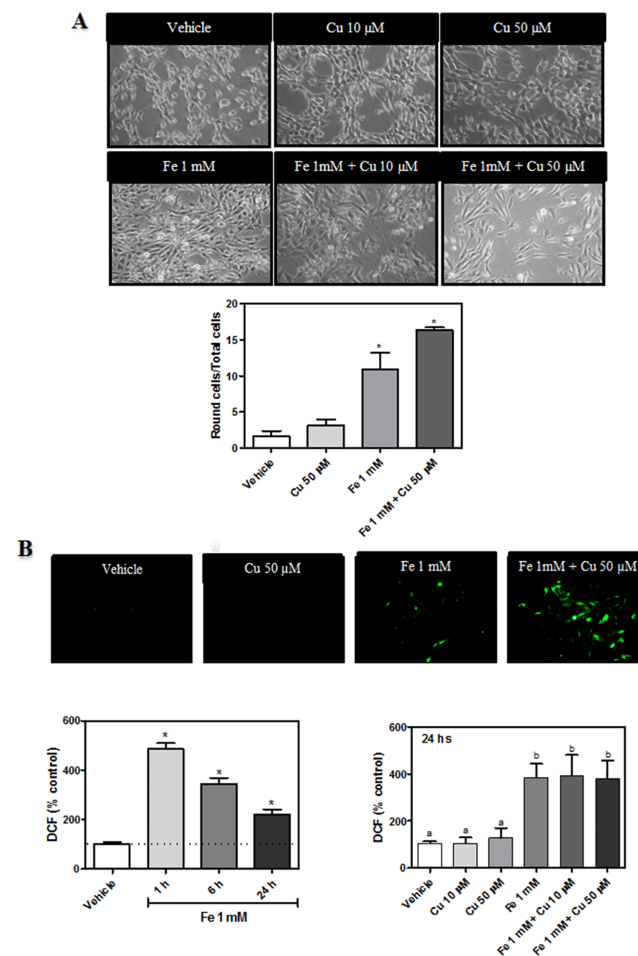 A
Vehicle
Cu 10 µM
Cu 50 µM
Fe 1 mM
Fe 1mM + Cu 10 µM
Fe 1mM + Cu 50 µM
20
15
10
5
0
Round cells/Total cells
*
*
Vehicle
Cu 50 µM
Fe 1 mM
Fe 1 mM + Cu 50 µM
B
Vehicle
Cu 50 µM
Fe 1 mM
Fe 1mM + Cu 50 µM
600
400
200
0
DCF (% control)
*
*
*
Vehicle
1 h
6 h
24 h
Fe 1 mM
600
400
200
0
DCF (% control)
24 hs
a
a
a
b
b
b
Vehicle
Cu 10 µM
Cu 50 µM
Fe 1 mM
Fe 1 mM + Cu 10 µM
Fe 1 mM + Cu 50 µM